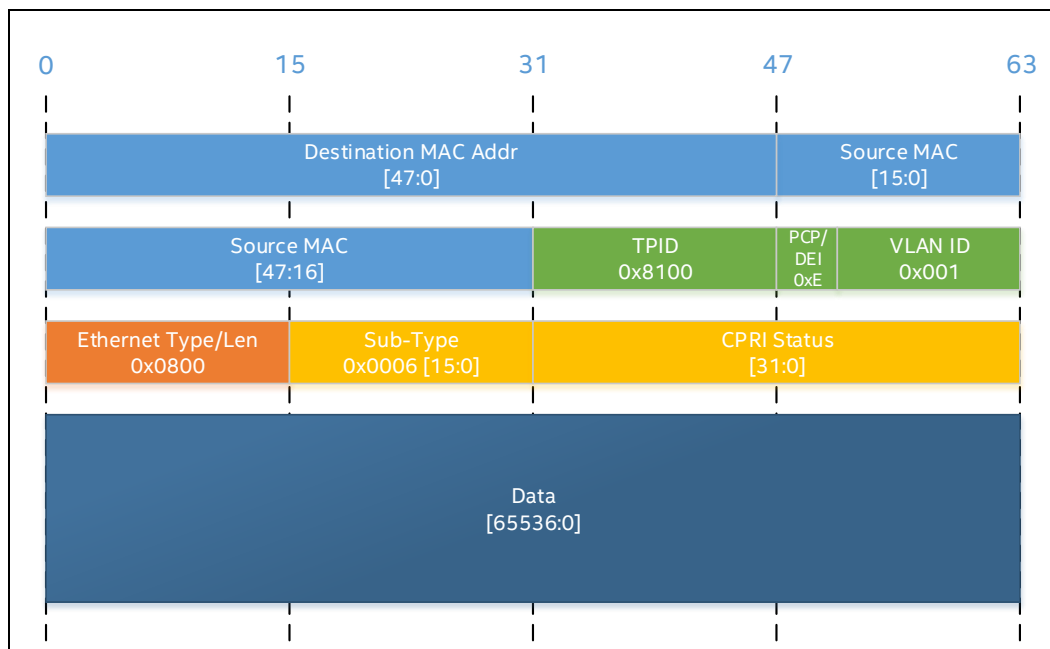 0 15 31 47 63
Destination MAC Addr
[47:0]
Source MAC
[15:0]
Source MAC
[47:16]
TPID
0x8100
PCP/
DEI
0xE
VLAN ID
0x001
Ethernet Type/Len
0x0800
Sub-Type
0x0006 [15:0]
CPRI Status
[31:0]
Data
[65536:0]